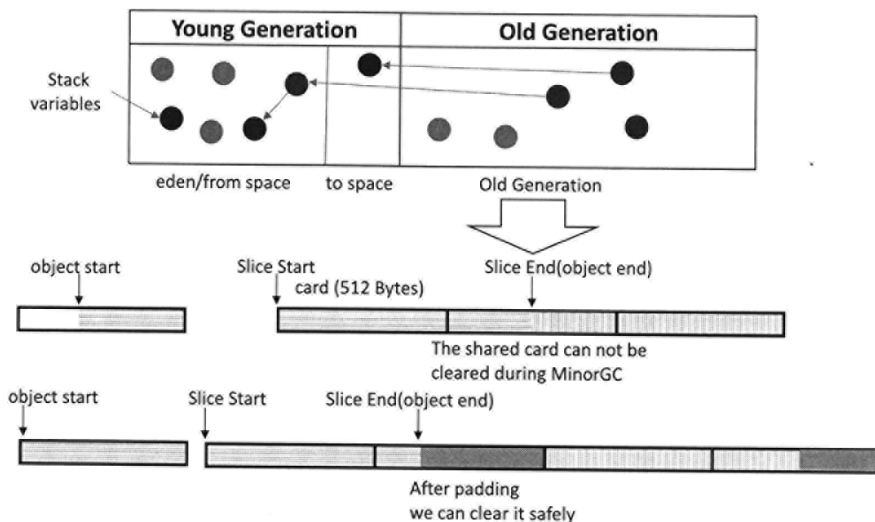 Young Generation
Old Generation
Stack
variables
eden/from space
to space
Old Generation
object start
Slice Start
Slice End(object end)
card (512 Bytes)
The shared card can not be
cleared during MinorGC
object start
Slice Start
Slice End(object end)
After padding
we can clear it safely